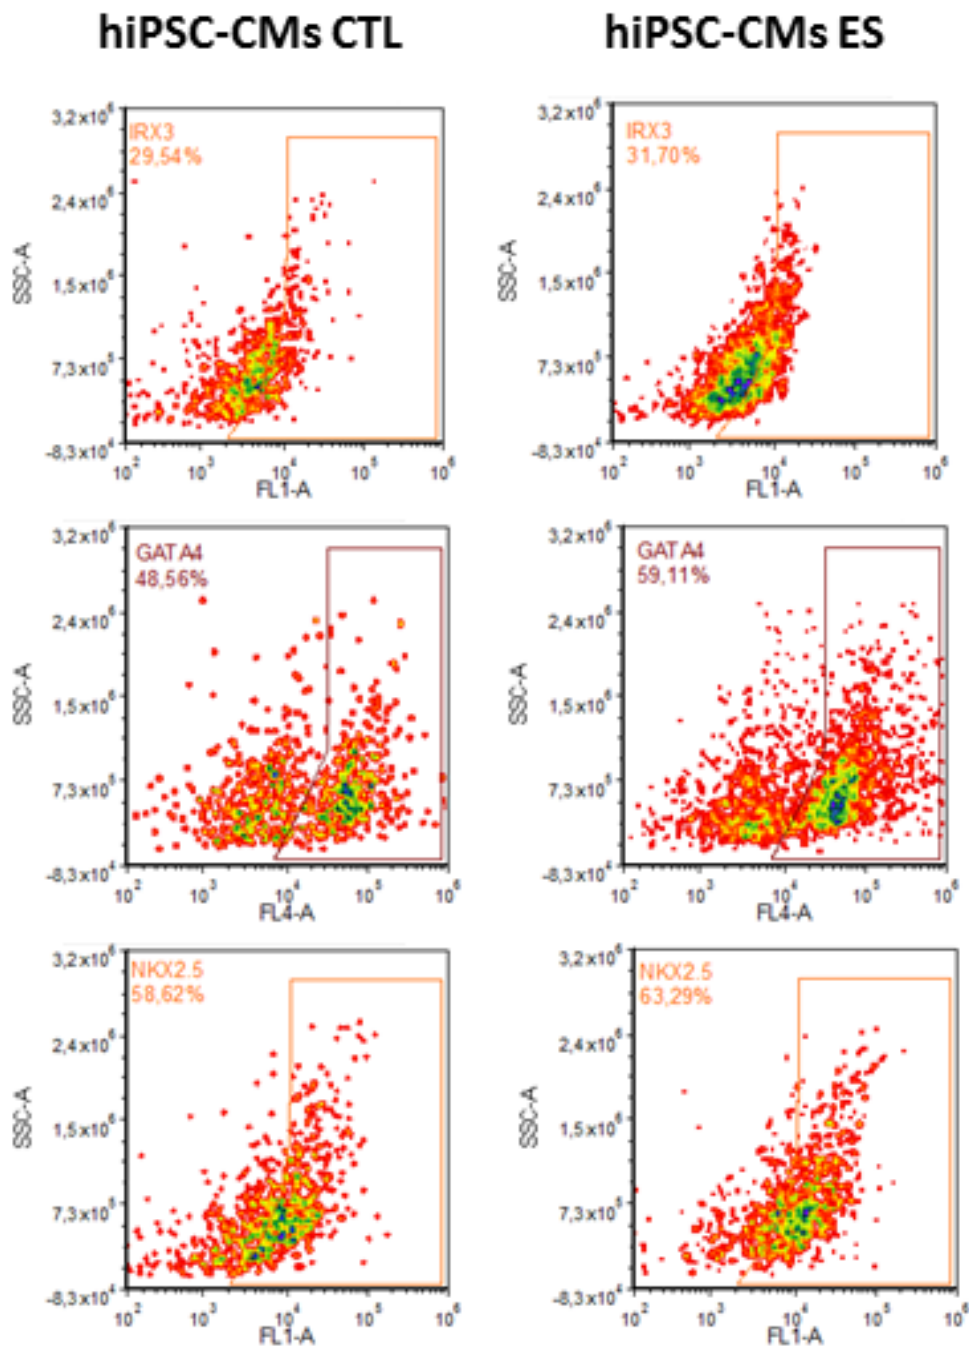 hiPSC-CMs CTL
hiPSC-CMs ES
3,2x10⁶
2,4x10⁶
1,5x10⁶
7,3x10⁵
-8,3x10⁴
SSC-A
IRX3
29,54%
10² 10³ 10⁴ 10⁵ 10⁶
FL1-A
3,2x10⁶
2,4x10⁶
1,5x10⁶
7,3x10⁵
-8,3x10⁴
SSC-A
IRX3
31,70%
10² 10³ 10⁴ 10⁵ 10⁶
FL1-A
3,2x10⁶
2,4x10⁶
1,5x10⁶
7,3x10⁵
-8,3x10⁴
SSC-A
GATA4
48,56%
10² 10³ 10⁴ 10⁵ 10⁶
FL4-A
3,2x10⁶
2,4x10⁶
1,5x10⁶
7,3x10⁵
-8,3x10⁴
SSC-A
GATA4
59,11%
10² 10³ 10⁴ 10⁵ 10⁶
FL4-A
3,2x10⁶
2,4x10⁶
1,5x10⁶
7,3x10⁵
-8,3x10⁴
SSC-A
NKX2.5
58,62%
10² 10³ 10⁴ 10⁵ 10⁶
FL1-A
3,2x10⁶
2,4x10⁶
1,5x10⁶
7,3x10⁵
-8,3x10⁴
SSC-A
NKX2.5
63,29%
10² 10³ 10⁴ 10⁵ 10⁶
FL1-A